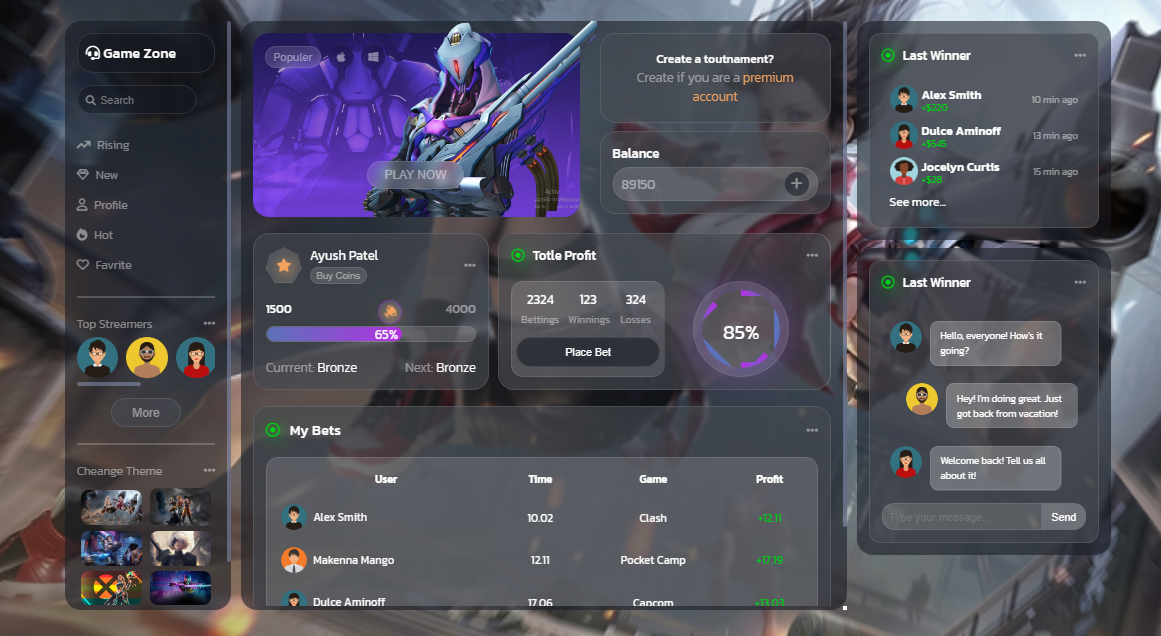 Game Zone
Search
Rising
New
Profile
Hot
Favrite
Top Streamers
More
Cheange Theme
Populer
PLAY NOW
Create a toutnament?
Create if you are a premium
account
Balance
89150
Ayush Patel
Buy Coins
1500
4000
65%
Currrent: Bronze
Next: Bronze
Totle Profit
2324 123 324
Bettings Winnings Losses
Place Bet
85%
My Bets
User Time Game Profit
Alex Smith 10.02 Clash +12.11
Makenna Mango 12.11 Pocket Camp +17.19
Dulce Aminoff 17.06 Capcom +13.03
Last Winner
Alex Smith
+$220
10 min ago
Dulce Aminoff
+$545
13 min ago
Jocelyn Curtis
+$28
15 min ago
See more...
Last Winner
Hello, everyone! How's it
going?
Hey! I'm doing great. Just
got back from vacation!
Welcome back! Tell us all
about it!
Type your message...
Send